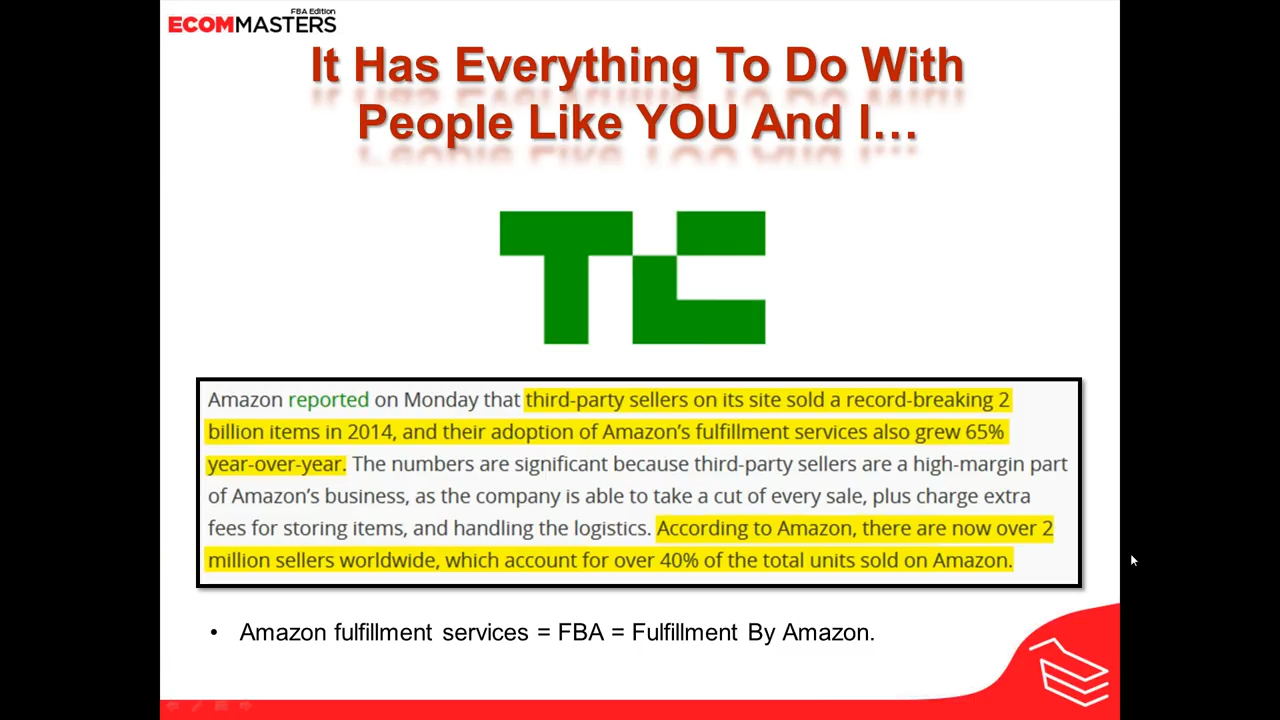 FBA Edition
ECOMMASTERS
It Has Everything To Do With
People Like YOU And I...
TC
Amazon reported on Monday that third-party sellers on its site sold a record-breaking 2
billion items in 2014, and their adoption of Amazon's fulfillment services also grew 65%
year-over-year. The numbers are significant because third-party sellers are a high-margin part
of Amazon's business, as the company is able to take a cut of every sale, plus charge extra
fees for storing items, and handling the logistics. According to Amazon, there are now over 2
million sellers worldwide, which account for over 40% of the total units sold on Amazon.
• Amazon fulfillment services = FBA = Fulfillment By Amazon.